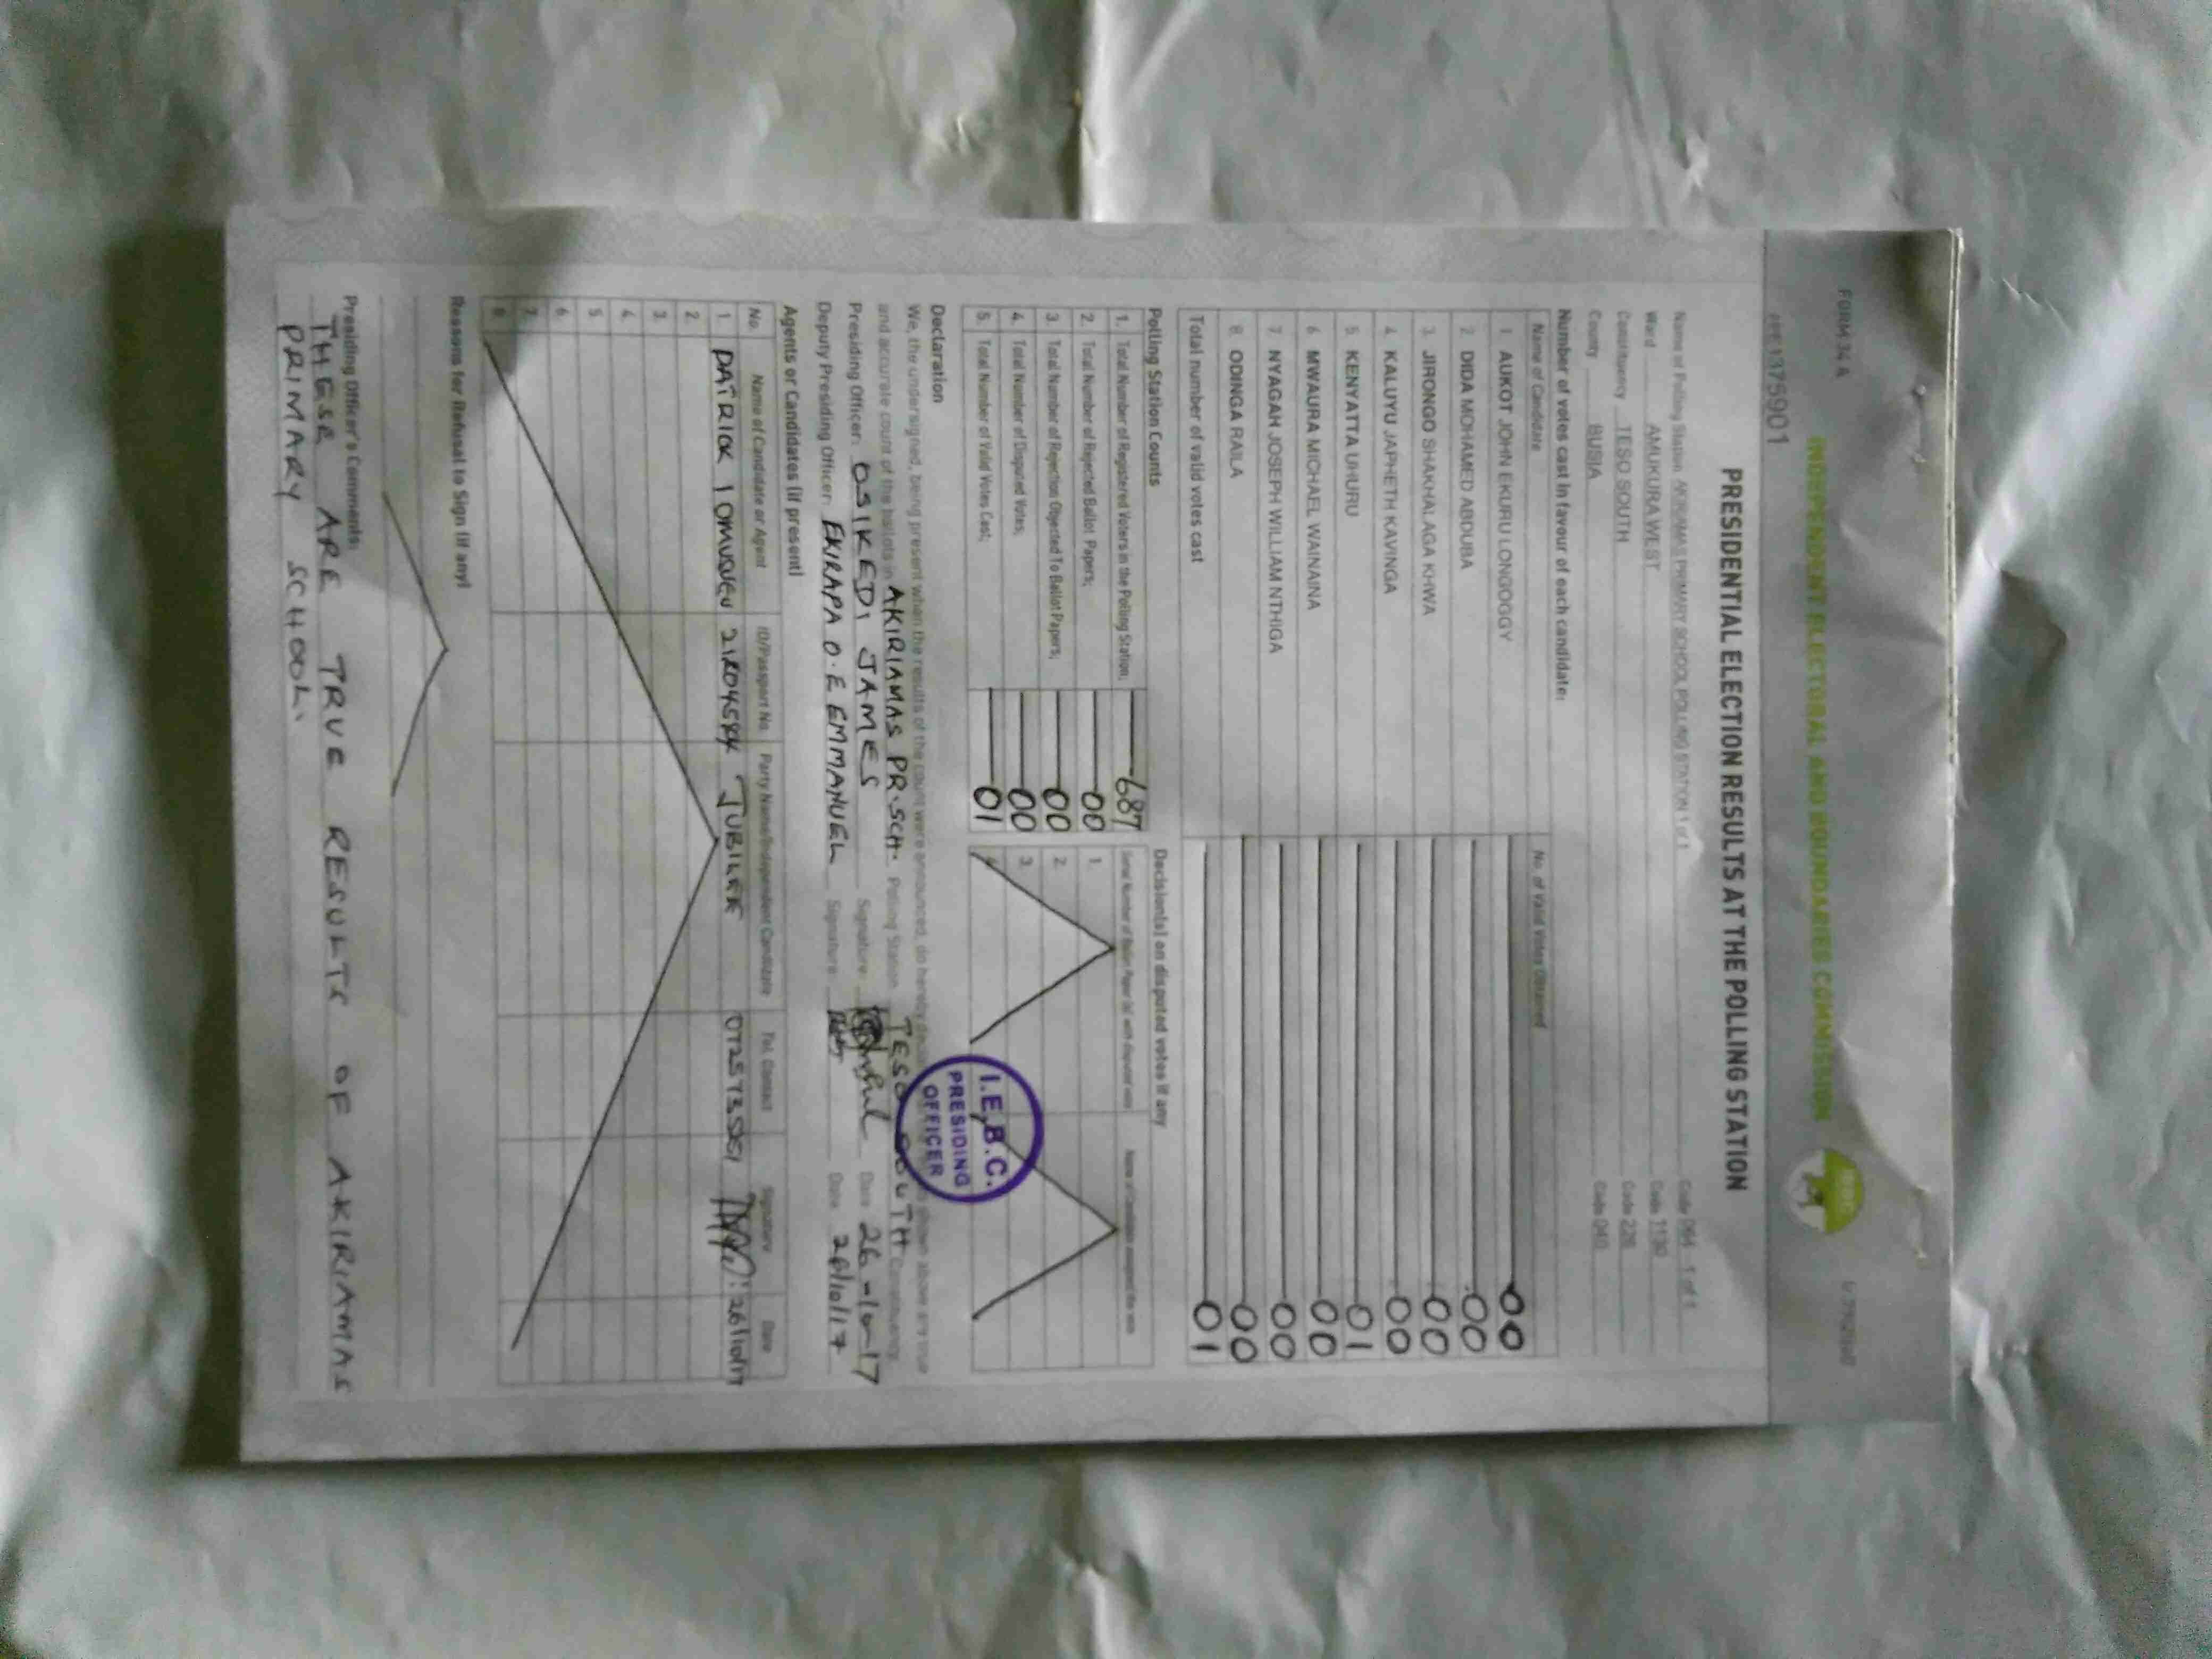 FORM 34 A
INDEPENDENT ELECTORAL AND BOUNDARIES COMMISSION
1375901
PRESIDENTIAL ELECTION RESULTS AT THE POLLING STATION
Name of Polling Station AKIRIAMAS PRIMARY SCHOOL POLLING STATION 1 of 1 Code 1 of 1
Ward AMUKURA WEST Code 1130
Constituency TESO SOUTH Code 228
County BUSIA Code 040
Number of votes cast in favour of each candidate:
Name of Candidate No. of Valid Votes Obtained
1. AUKOT JOHN EKURU LONGOGGY 00
2. DIDA MOHAMED ABDUBA 00
3. JIRONGO SHAKHALAGA KHWA 00
4. KALUYU JAPHETH KAVINGA 00
5. KENYATTA UHURU 01
6. MWAURA MICHAEL WAINAINA 00
7. NYAGAH JOSEPH WILLIAM NTHIGA 00
8. ODINGA RAILA 00
Total number of valid votes cast 01
Polling Station Counts
1. Total Number of Registered Voters in the Polling Station; 687
2. Total Number of Rejected Ballot Papers; 00
3. Total Number of Rejection Objected To Ballot Papers; 00
4. Total Number of Disputed Votes; 00
5. Total Number of Valid Votes Cast; 01
Decision(s) on disputed votes if any
Serial Number of Ballot Paper (s) with disputed vote Name of Candidate assigned the vote
1.
2.
3.
4.
I.E.B.C.
PRESIDING
OFFICER
Declaration
We, the undersigned, being present when the results of the count were announced, do hereby declare shown above are true
and accurate count of the ballots in AKIRIAMAS PR. SCH. Polling Station TESO SOUTH Constituency.
Presiding Officer: OSIKEDI JAMES Signature Date 26-10-17
Deputy Presiding Officer: EKIRAPA O.E EMMANUEL Signature Date 26/10/17
Agents or Candidates (if present)
No. Name of Candidate or Agent ID/Passport No. Party Name/Independent Candidate Tel. Contact Signature Date
1. JUBILEE 26/10/17
2.
3.
4.
5.
6.
7.
8.
Reasons for Refusal to Sign (if any)
Presiding Officer's Comments:
THESE ARE TRUE RESULTS OF AKIRIAMAS
PRIMARY SCHOOL.